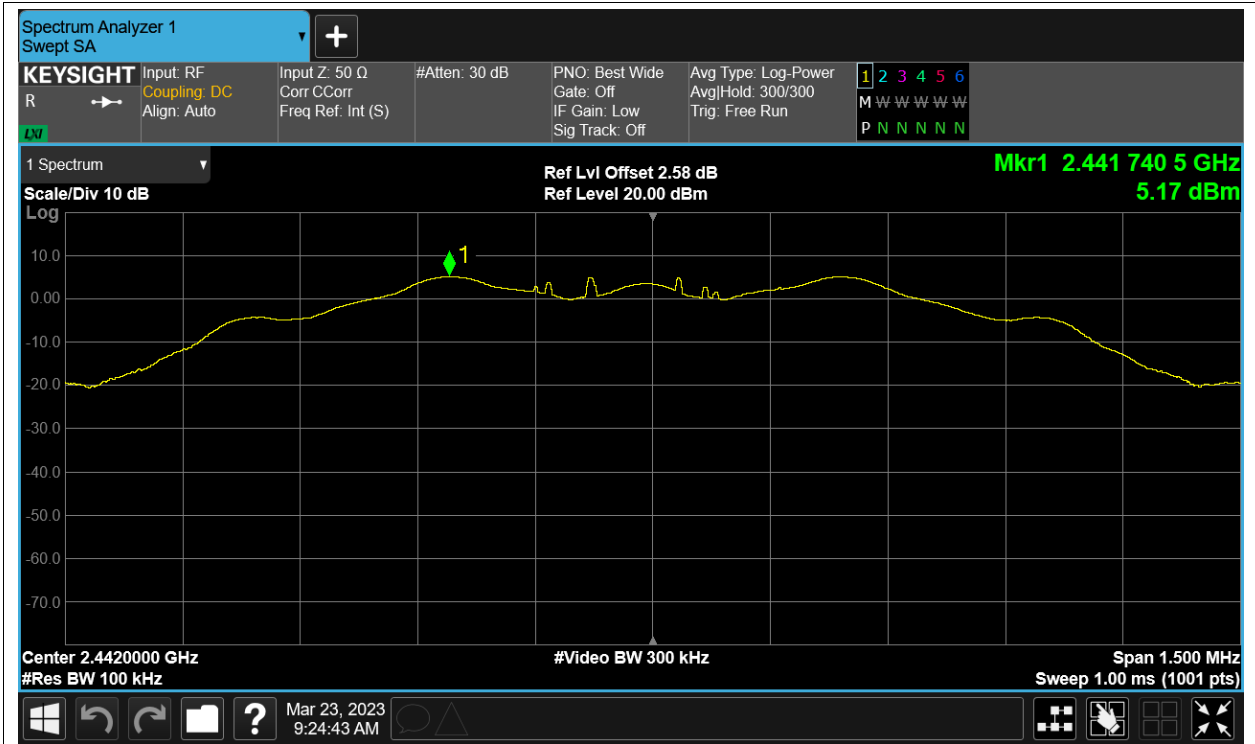 Spectrum Analyzer 1
Swept SA
+
KEYSIGHT
R
LXI
Input: RF
Coupling: DC
Align: Auto
Input Z: 50 Ω
Corr CCorr
Freq Ref: Int (S)
#Atten: 30 dB
PNO: Best Wide
Gate: Off
IF Gain: Low
Sig Track: Off
Avg Type: Log-Power
Avg|Hold: 300/300
Trig: Free Run
1 2 3 4 5 6
M W W W W W
P N N N N N
1 Spectrum
Scale/Div 10 dB
Log
Ref Lvl Offset 2.58 dB
Ref Level 20.00 dBm
Mkr1 2.441 740 5 GHz
5.17 dBm
1
10.0
0.00
-10.0
-20.0
-30.0
-40.0
-50.0
-60.0
-70.0
Center 2.4420000 GHz
#Res BW 100 kHz
#Video BW 300 kHz
Span 1.500 MHz
Sweep 1.00 ms (1001 pts)
?
Mar 23, 2023
9:24:43 AM